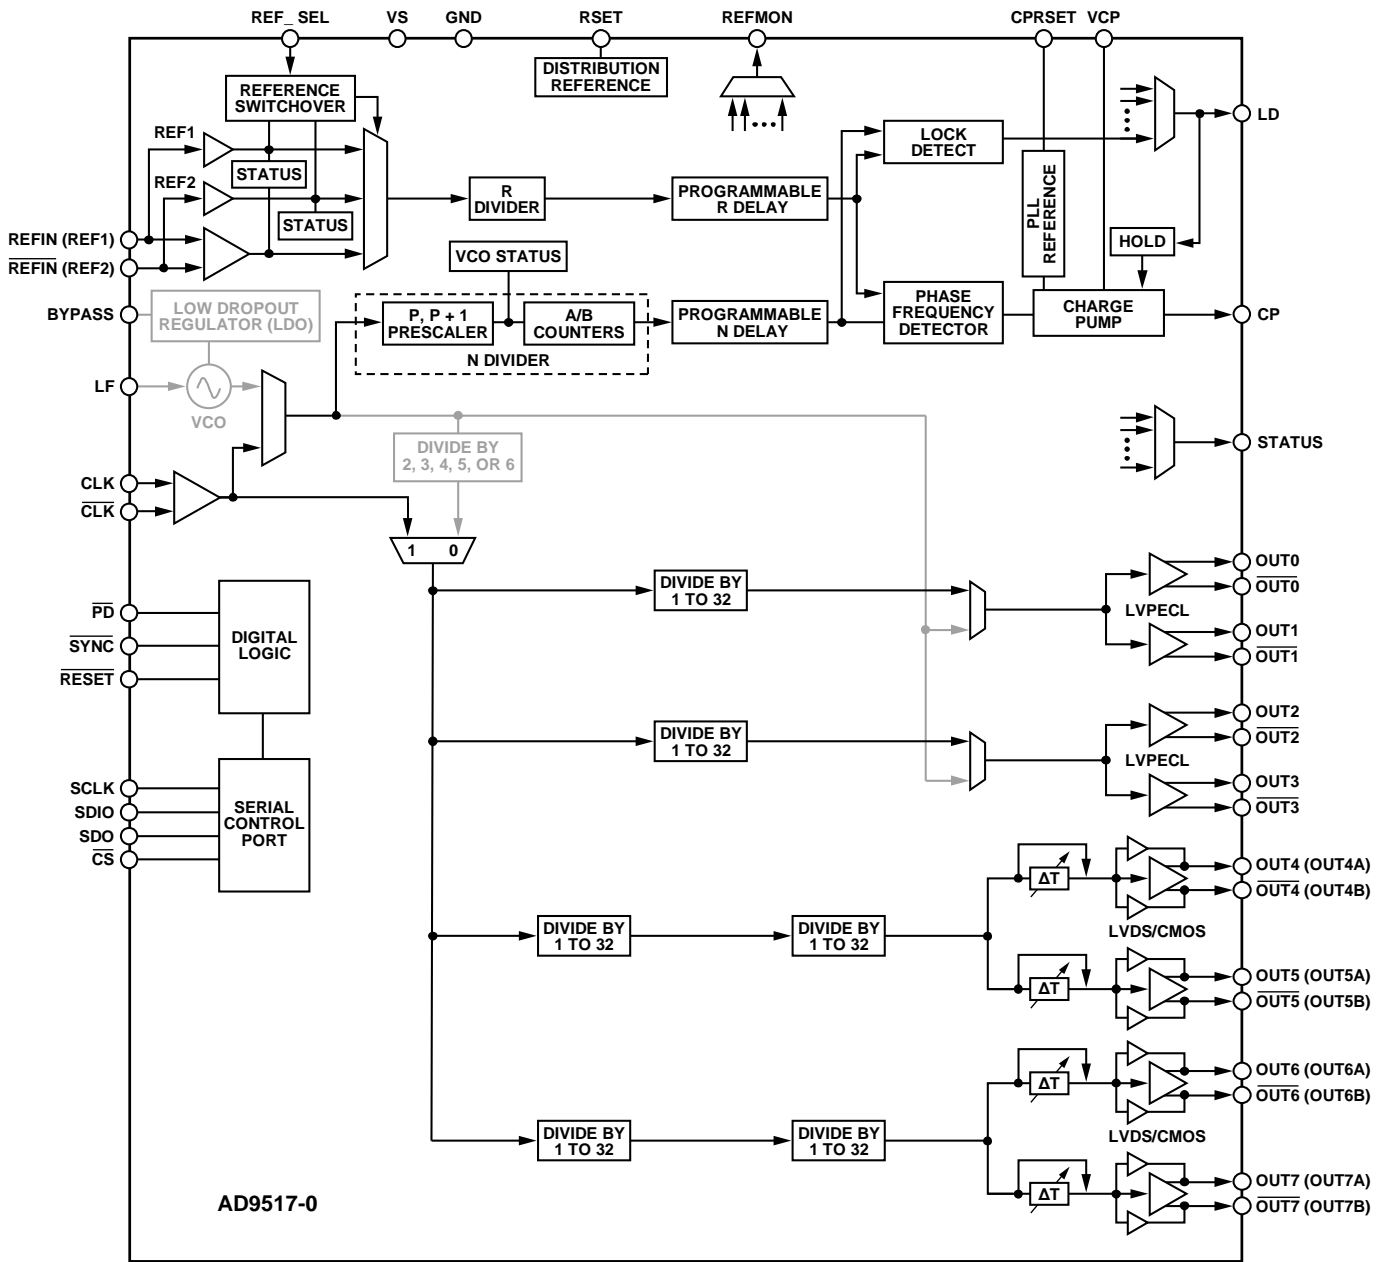 REF_ SEL
VS
GND
RSET
REFMON
CPRSET
VCP
DISTRIBUTION
REFERENCE
REFERENCE
SWITCHOVER
REF1
STATUS
REF2
STATUS
REFIN (REF1)
REFIN (REF2)
BYPASS
LF
LOW DROPOUT
REGULATOR (LDO)
VCO
R
DIVIDER
VCO STATUS
P, P + 1
PRESCALER
A/B
COUNTERS
N DIVIDER
PROGRAMMABLE
R DELAY
PROGRAMMABLE
N DELAY
LOCK
DETECT
PLL
REFERENCE
HOLD
PHASE
FREQUENCY
DETECTOR
CHARGE
PUMP
LD
CP
STATUS
DIVIDE BY
2, 3, 4, 5, OR 6
CLK
CLK
1 0
PD
SYNC
RESET
DIGITAL
LOGIC
SCLK
SDIO
SDO
CS
SERIAL
CONTROL
PORT
DIVIDE BY
1 TO 32
LVPECL
OUT0
OUT0
OUT1
OUT1
DIVIDE BY
1 TO 32
LVPECL
OUT2
OUT2
OUT3
OUT3
DIVIDE BY
1 TO 32
DIVIDE BY
1 TO 32
ΔT
ΔT
LVDS/CMOS
OUT4 (OUT4A)
OUT4 (OUT4B)
OUT5 (OUT5A)
OUT5 (OUT5B)
DIVIDE BY
1 TO 32
DIVIDE BY
1 TO 32
ΔT
ΔT
LVDS/CMOS
OUT6 (OUT6A)
OUT6 (OUT6B)
OUT7 (OUT7A)
OUT7 (OUT7B)
AD9517-0